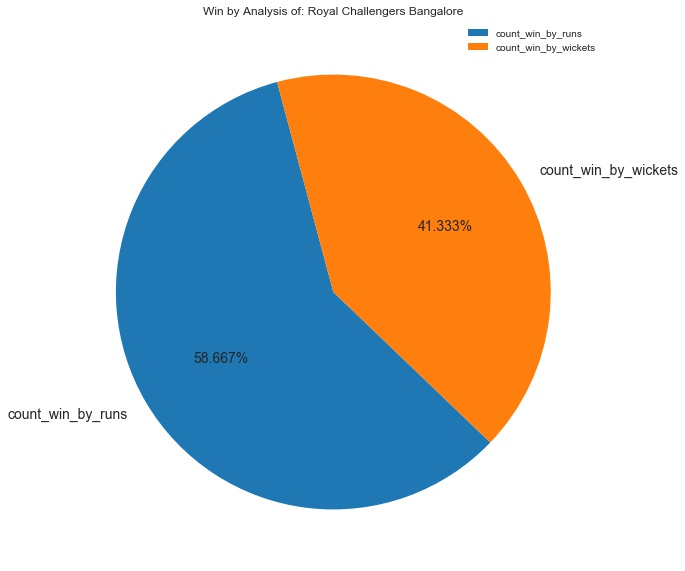 Win by Analysis of: Royal Challengers Bangalore
count_win_by_runs
count_win_by_wickets
count_win_by_wickets
41.333%
58.667%
count_win_by_runs